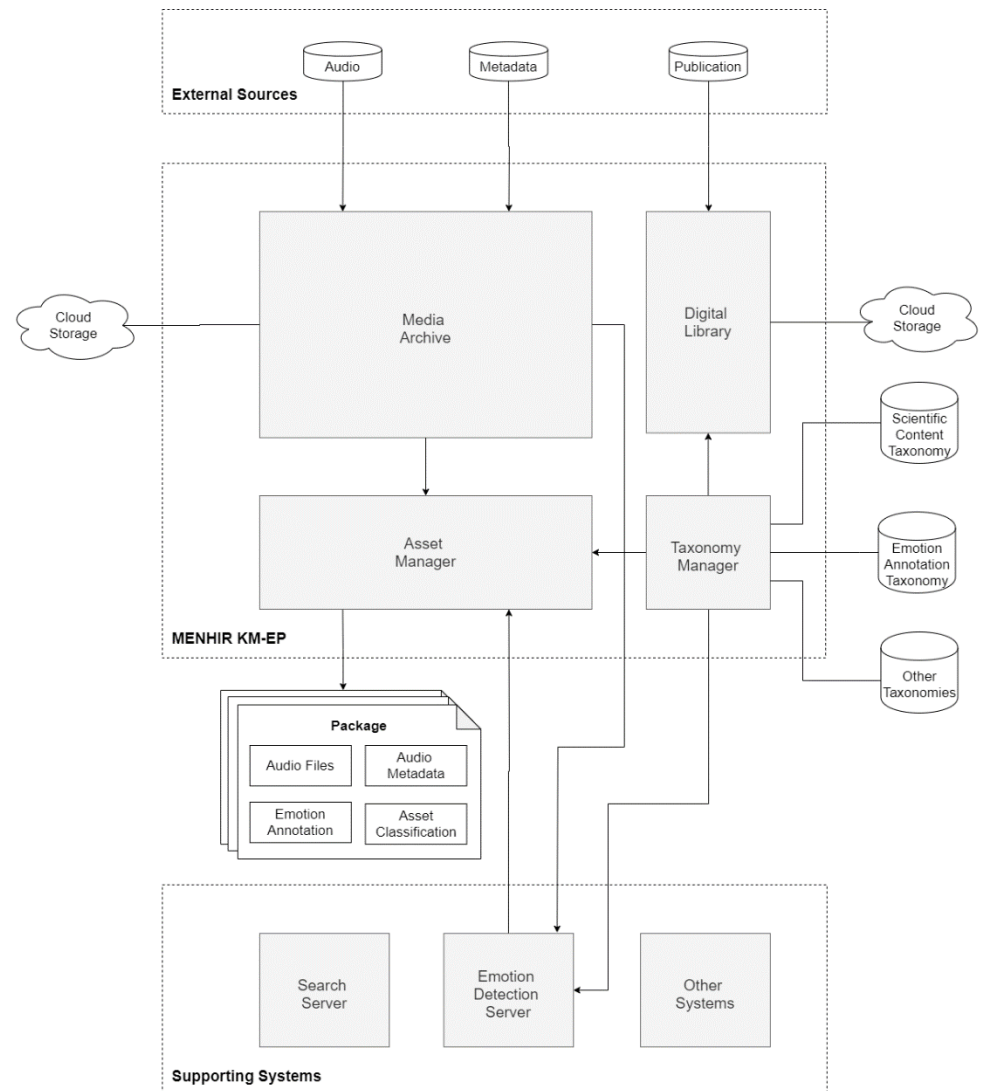 Audio
Metadata
Publication
External Sources
Media
Archive
Digital
Library
Cloud
Storage
Cloud
Storage
Scientific
Content
Taxonomy
Asset
Manager
Taxonomy
Manager
Emotion
Annotation
Taxonomy
MENHIR KM-EP
Other
Taxonomies
Package
Audio Files
Audio
Metadata
Emotion
Annotation
Asset
Classification
Search
Server
Emotion
Detection
Server
Other
Systems
Supporting Systems